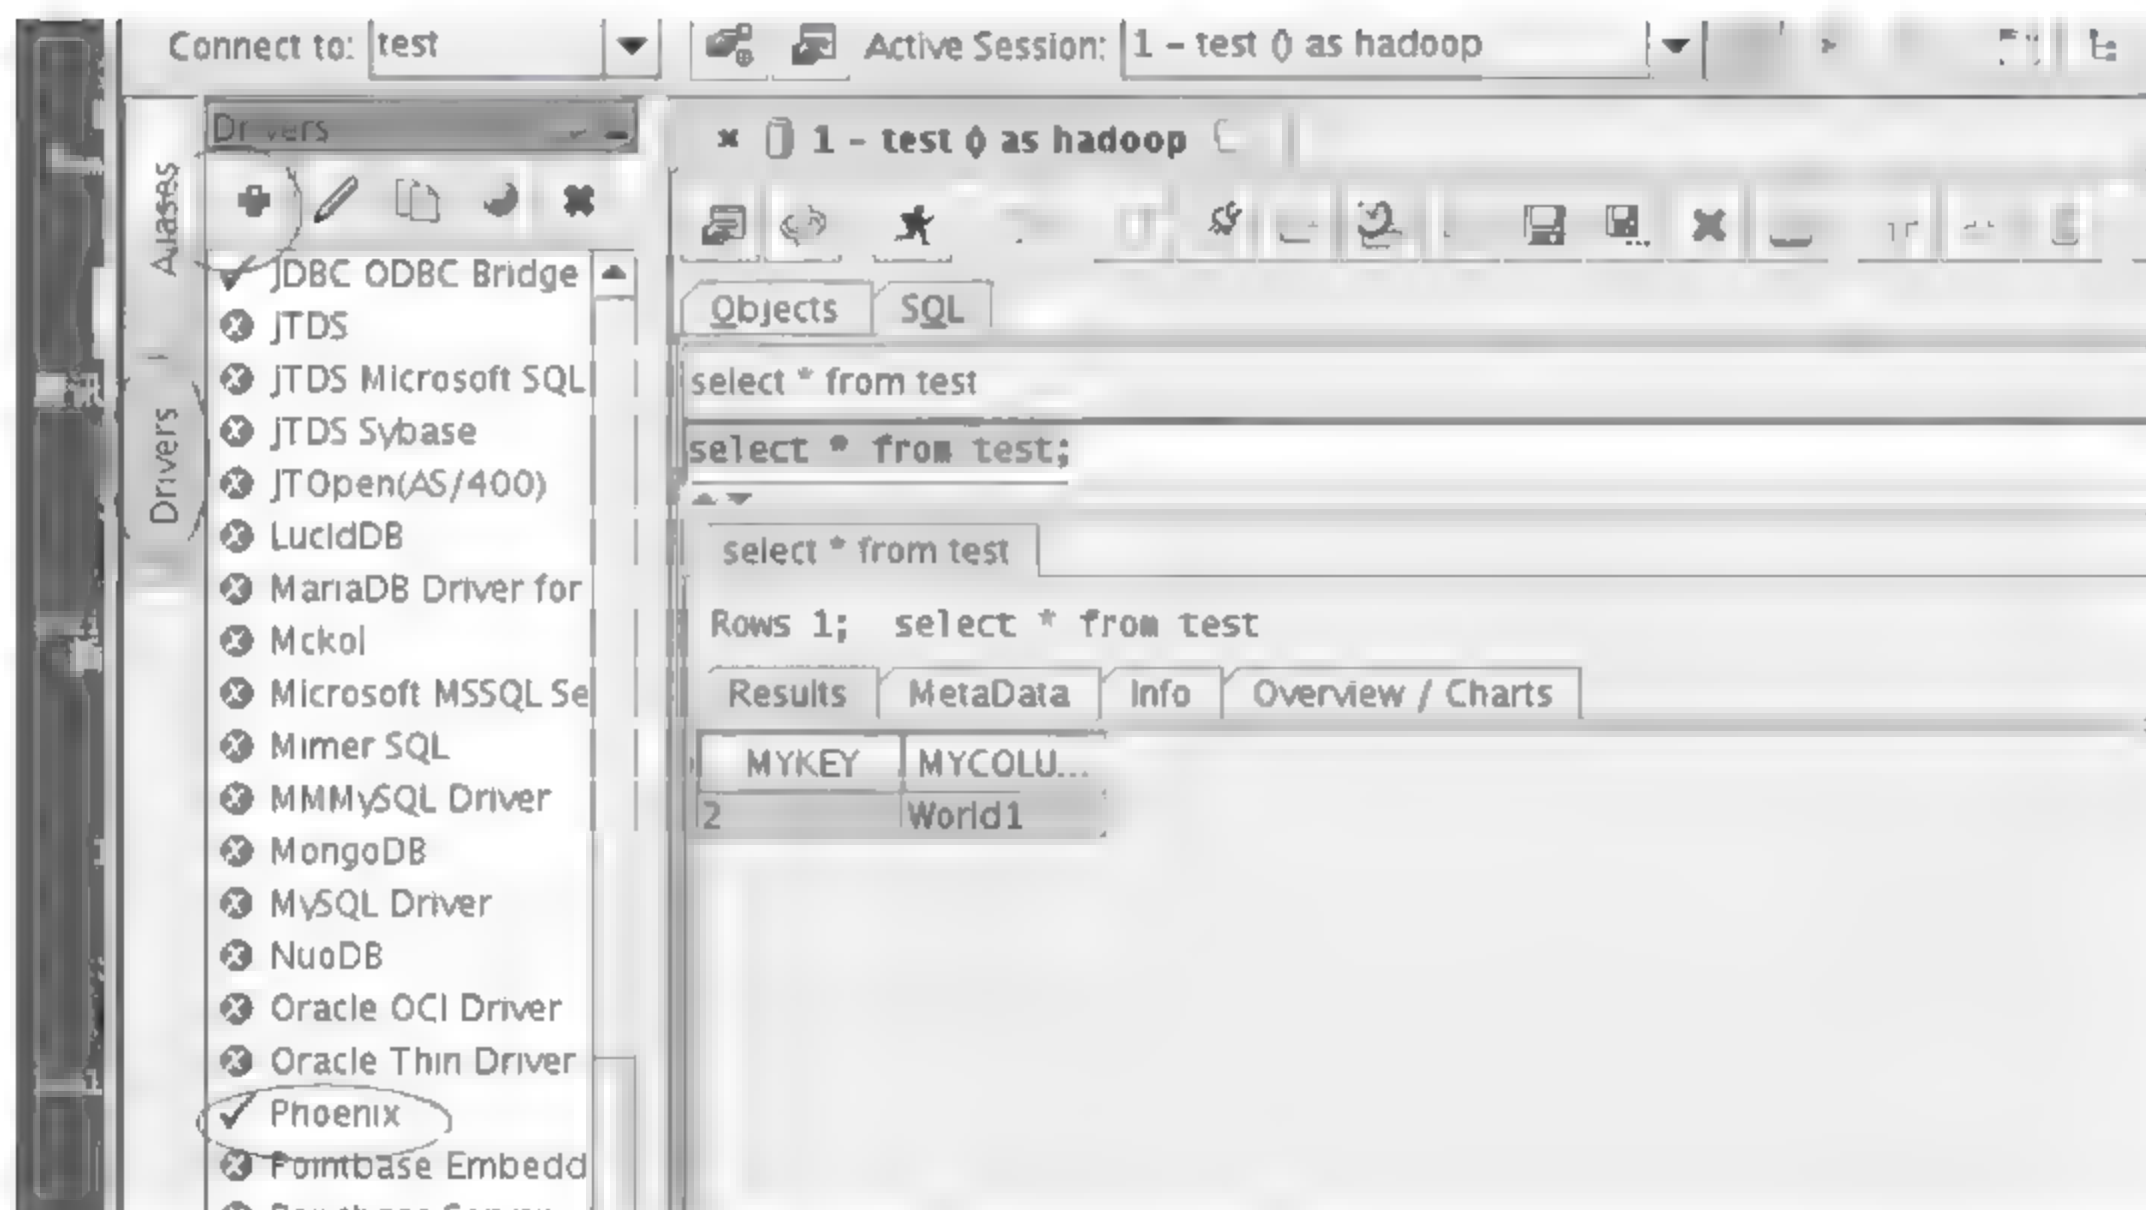 Connect to: test Active Session: 1 – test () as hadoop
Drivers
1 – test () as hadoop
Aliases
Drivers
JDBC ODBC Bridge
jTDS
jTDS Microsoft SQL
jTDS Sybase
JTOpen(AS/400)
LucidDB
MariaDB Driver for
Mckoi
Microsoft MSSQL Se
Mimer SQL
MMMySQL Driver
MongoDB
MySQL Driver
NuoDB
Oracle OCI Driver
Oracle Thin Driver
Phoenix
Pointbase Embedd
Objects SQL
select * from test
select * from test;
select * from test
Rows 1; select * from test
Results MetaData Info Overview / Charts
MYKEY MYCOLU...
2 World1